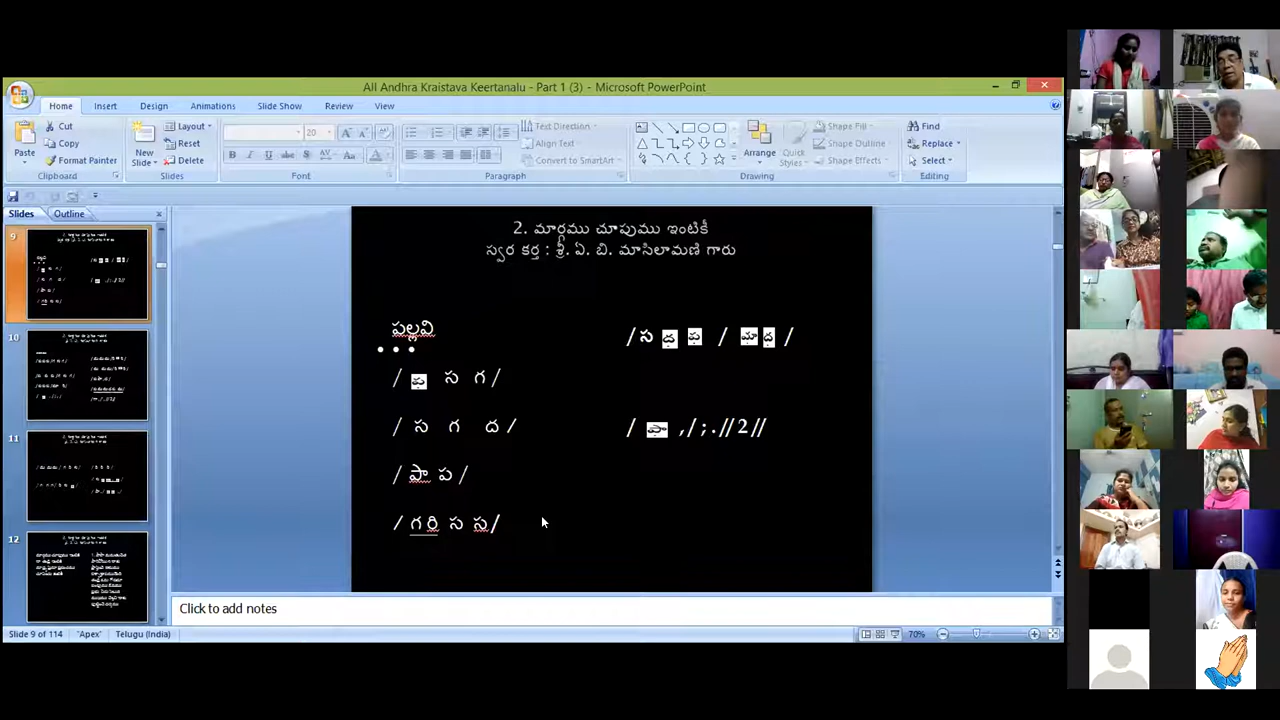 All Andhra Kraistava Keertanalu - Part 1 (3) - Microsoft PowerPoint
Home Insert Design Animations Slide Show Review View
Cut
Copy
Format Painter
Paste
Clipboard
New Slide
Layout
Reset
Delete
Slides
20
Font
Text Direction
Align Text
Convert to SmartArt
Paragraph
Arrange
Quick Styles
Shape Fill
Shape Outline
Shape Effects
Drawing
Find
Replace
Select
Editing
Slides Outline
9
10
11
12
2. మార్గము చూపుము ఇంటికీ
స్వర కర్త : శ్రీ. ఏ. బి. మాసిలామణి గారు
పల్లవి
/ ప స గ /
/ స గ ద /
/ పా ప /
/ గరి స స /
/ స ద ప / మా ద /
/ పా , / ; . // 2 //
Click to add notes
Slide 9 of 114 "Apex" Telugu (India) 70%